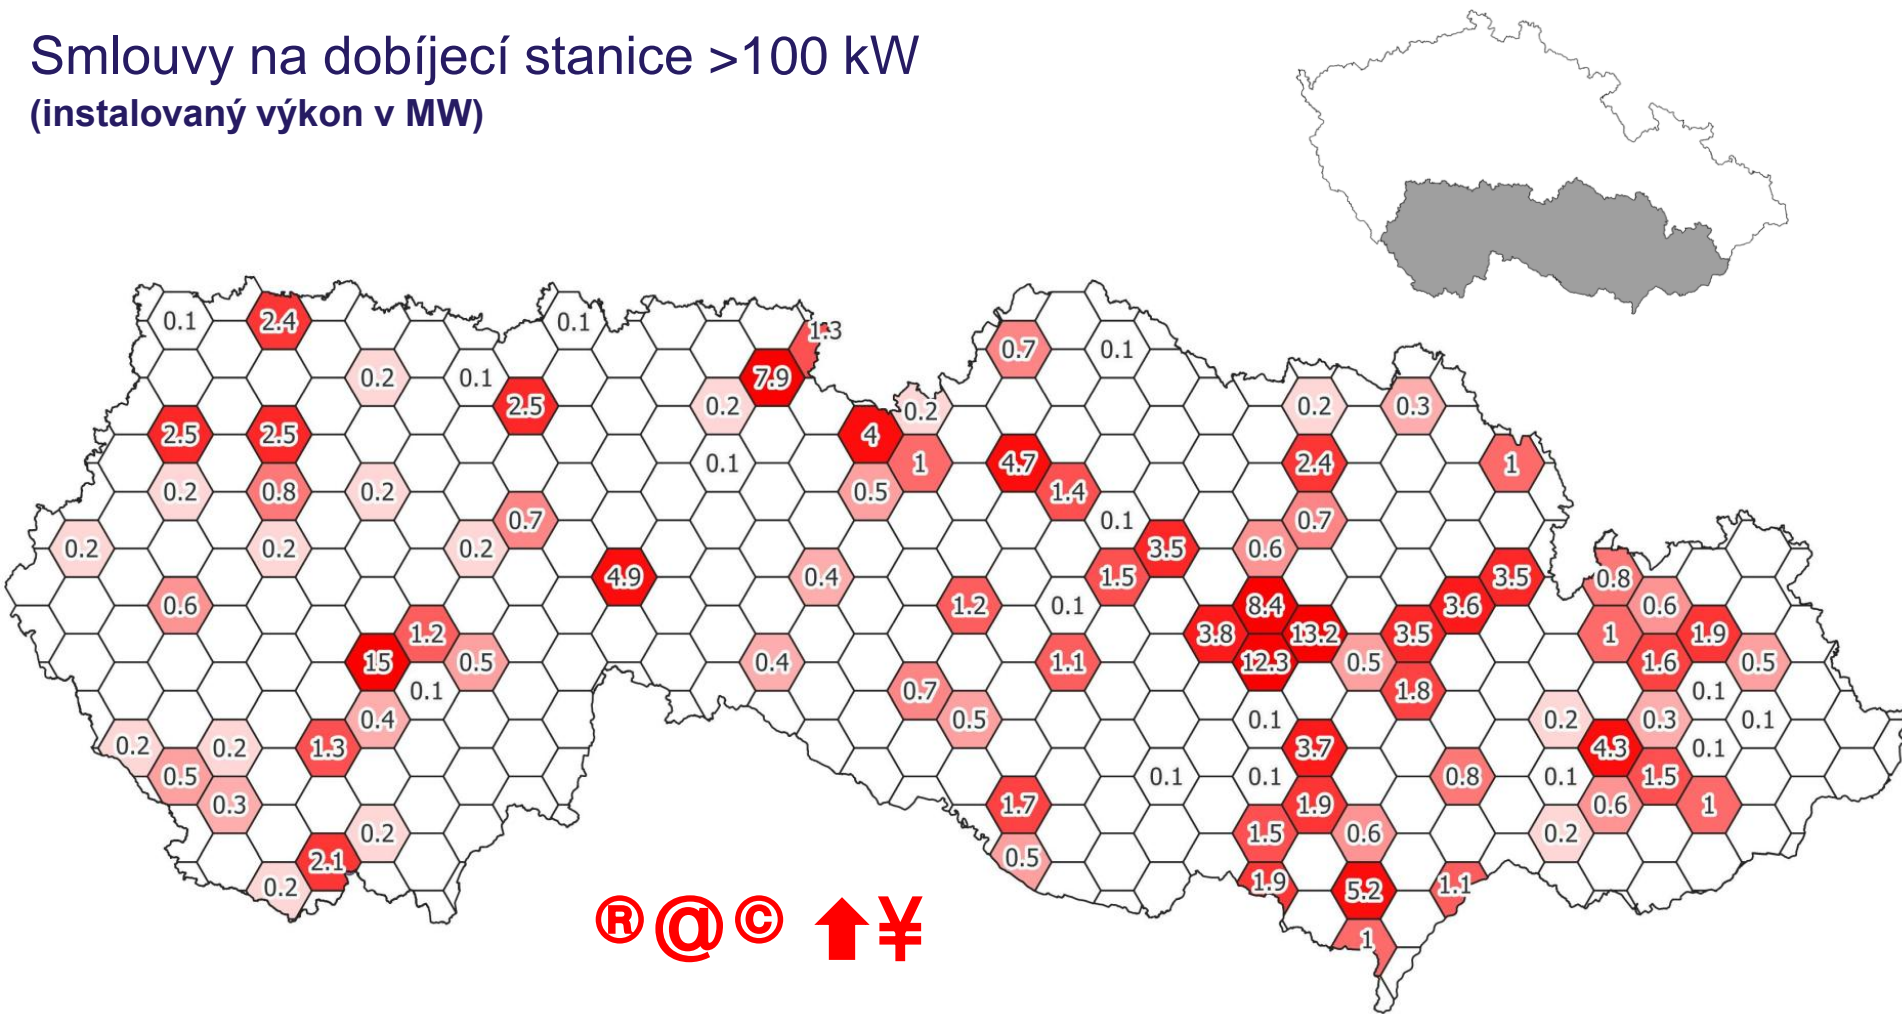 Smlouvy na dobíjecí stanice >100 kW
(instalovaný výkon v MW)
0.1 2.4 0.1 1.3
0.7 0.1
0.2 0.1 7.9
2.5 0.2 0.2 0.2 0.3
2.5 2.5 4
0.1 1 4.7 2.4 1
0.2 0.8 0.2 0.5 1.4
0.7 0.1 0.7
0.2 0.2 0.2 3.5 0.6
4.9 0.4 1.5 3.5 0.8
0.6 1.2 0.1 8.4 3.6 0.6
1.2 3.8 13.2 3.5 1 1.9
15 0.5 0.4 1.1 12.3 0.5 1.6 0.5
0.1 0.7 1.8 0.1
0.4 0.5 0.1 0.2 0.3 0.1
0.2 0.2 1.3 3.7 4.3 0.1
0.5 0.1 0.1 0.8 0.1 1.5
0.3 1.7 1.9 0.6 1
0.2 1.5 0.6 0.2
2.1 0.5
0.2 1.9 5.2 1.1
®@© ⬆¥
1